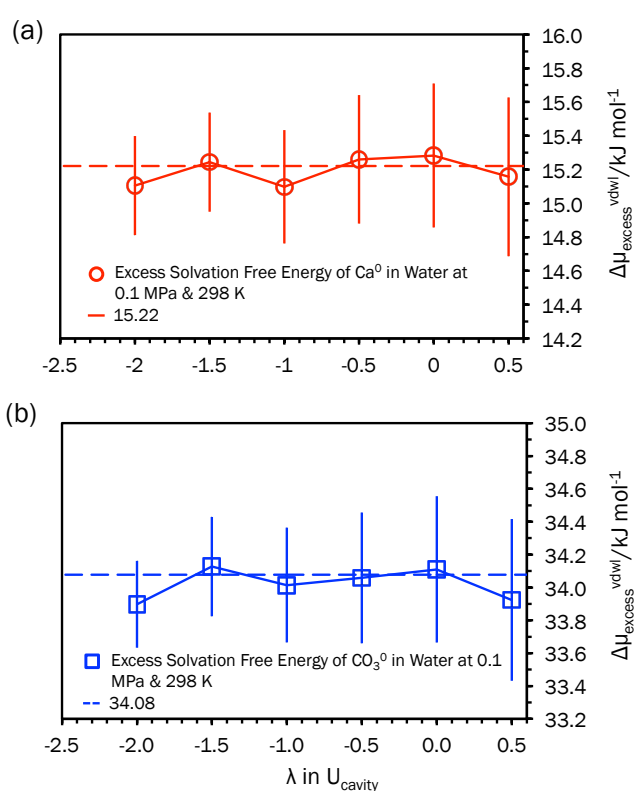 (a)
16.0
15.8
15.6
15.4
15.2
15.0
14.8
14.6
14.4
14.2
Δμexcess^vdwl/kJ mol-1
Excess Solvation Free Energy of Ca⁰ in Water at
0.1 MPa & 298 K
15.22
-2.5 -2 -1.5 -1 -0.5 0 0.5
(b)
35.0
34.8
34.6
34.4
34.2
34.0
33.8
33.6
33.4
33.2
Δμexcess^vdwl/kJ mol-1
Excess Solvation Free Energy of CO₃⁰ in Water at 0.1
MPa & 298 K
34.08
-2.5 -2.0 -1.5 -1.0 -0.5 0.0 0.5
λ in Ucavity